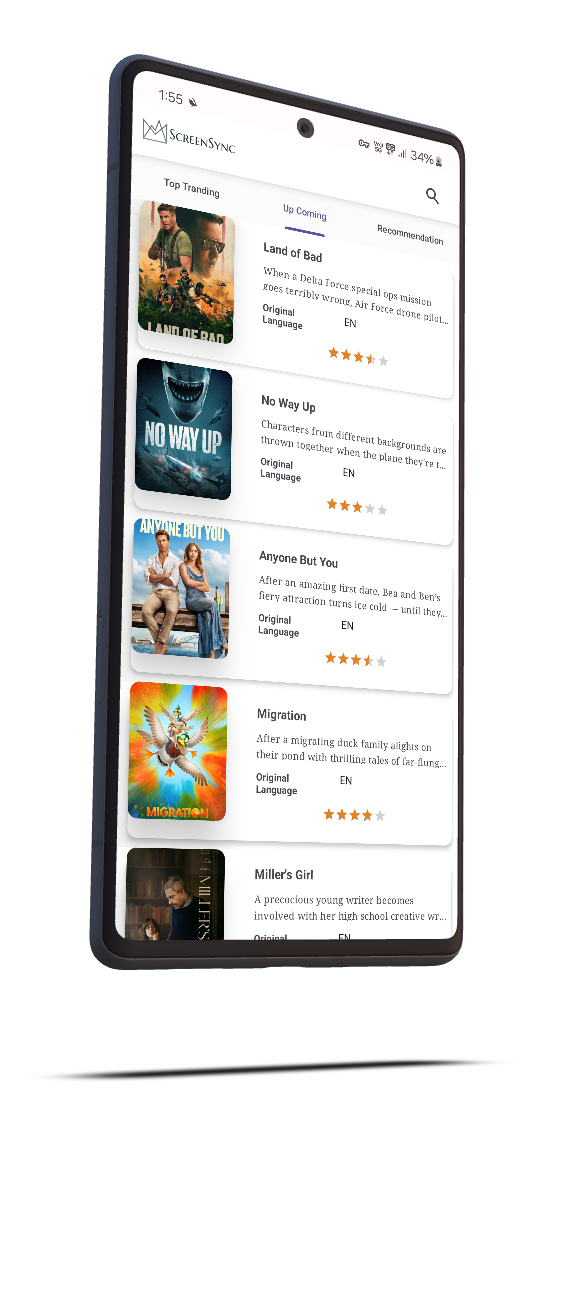 1:55
34%
SCREENSYNC
Top Tranding
Up Coming
Recommendation
LAND OF BAD
Land of Bad
When a Delta Force special ops mission
goes terribly wrong, Air Force drone pilot...
Original
Language
EN
NO WAY UP
No Way Up
Characters from different backgrounds are
thrown together when the plane they're t...
Original
Language
EN
ANYONE BUT YOU
Anyone But You
After an amazing first date, Bea and Ben's
fiery attraction turns ice cold — until they...
Original
Language
EN
MIGRATION
Migration
After a migrating duck family alights on
their pond with thrilling tales of far-flung...
Original
Language
EN
MILLER'S
Miller's Girl
A precocious young writer becomes
involved with her high school creative wr...
Original
EN